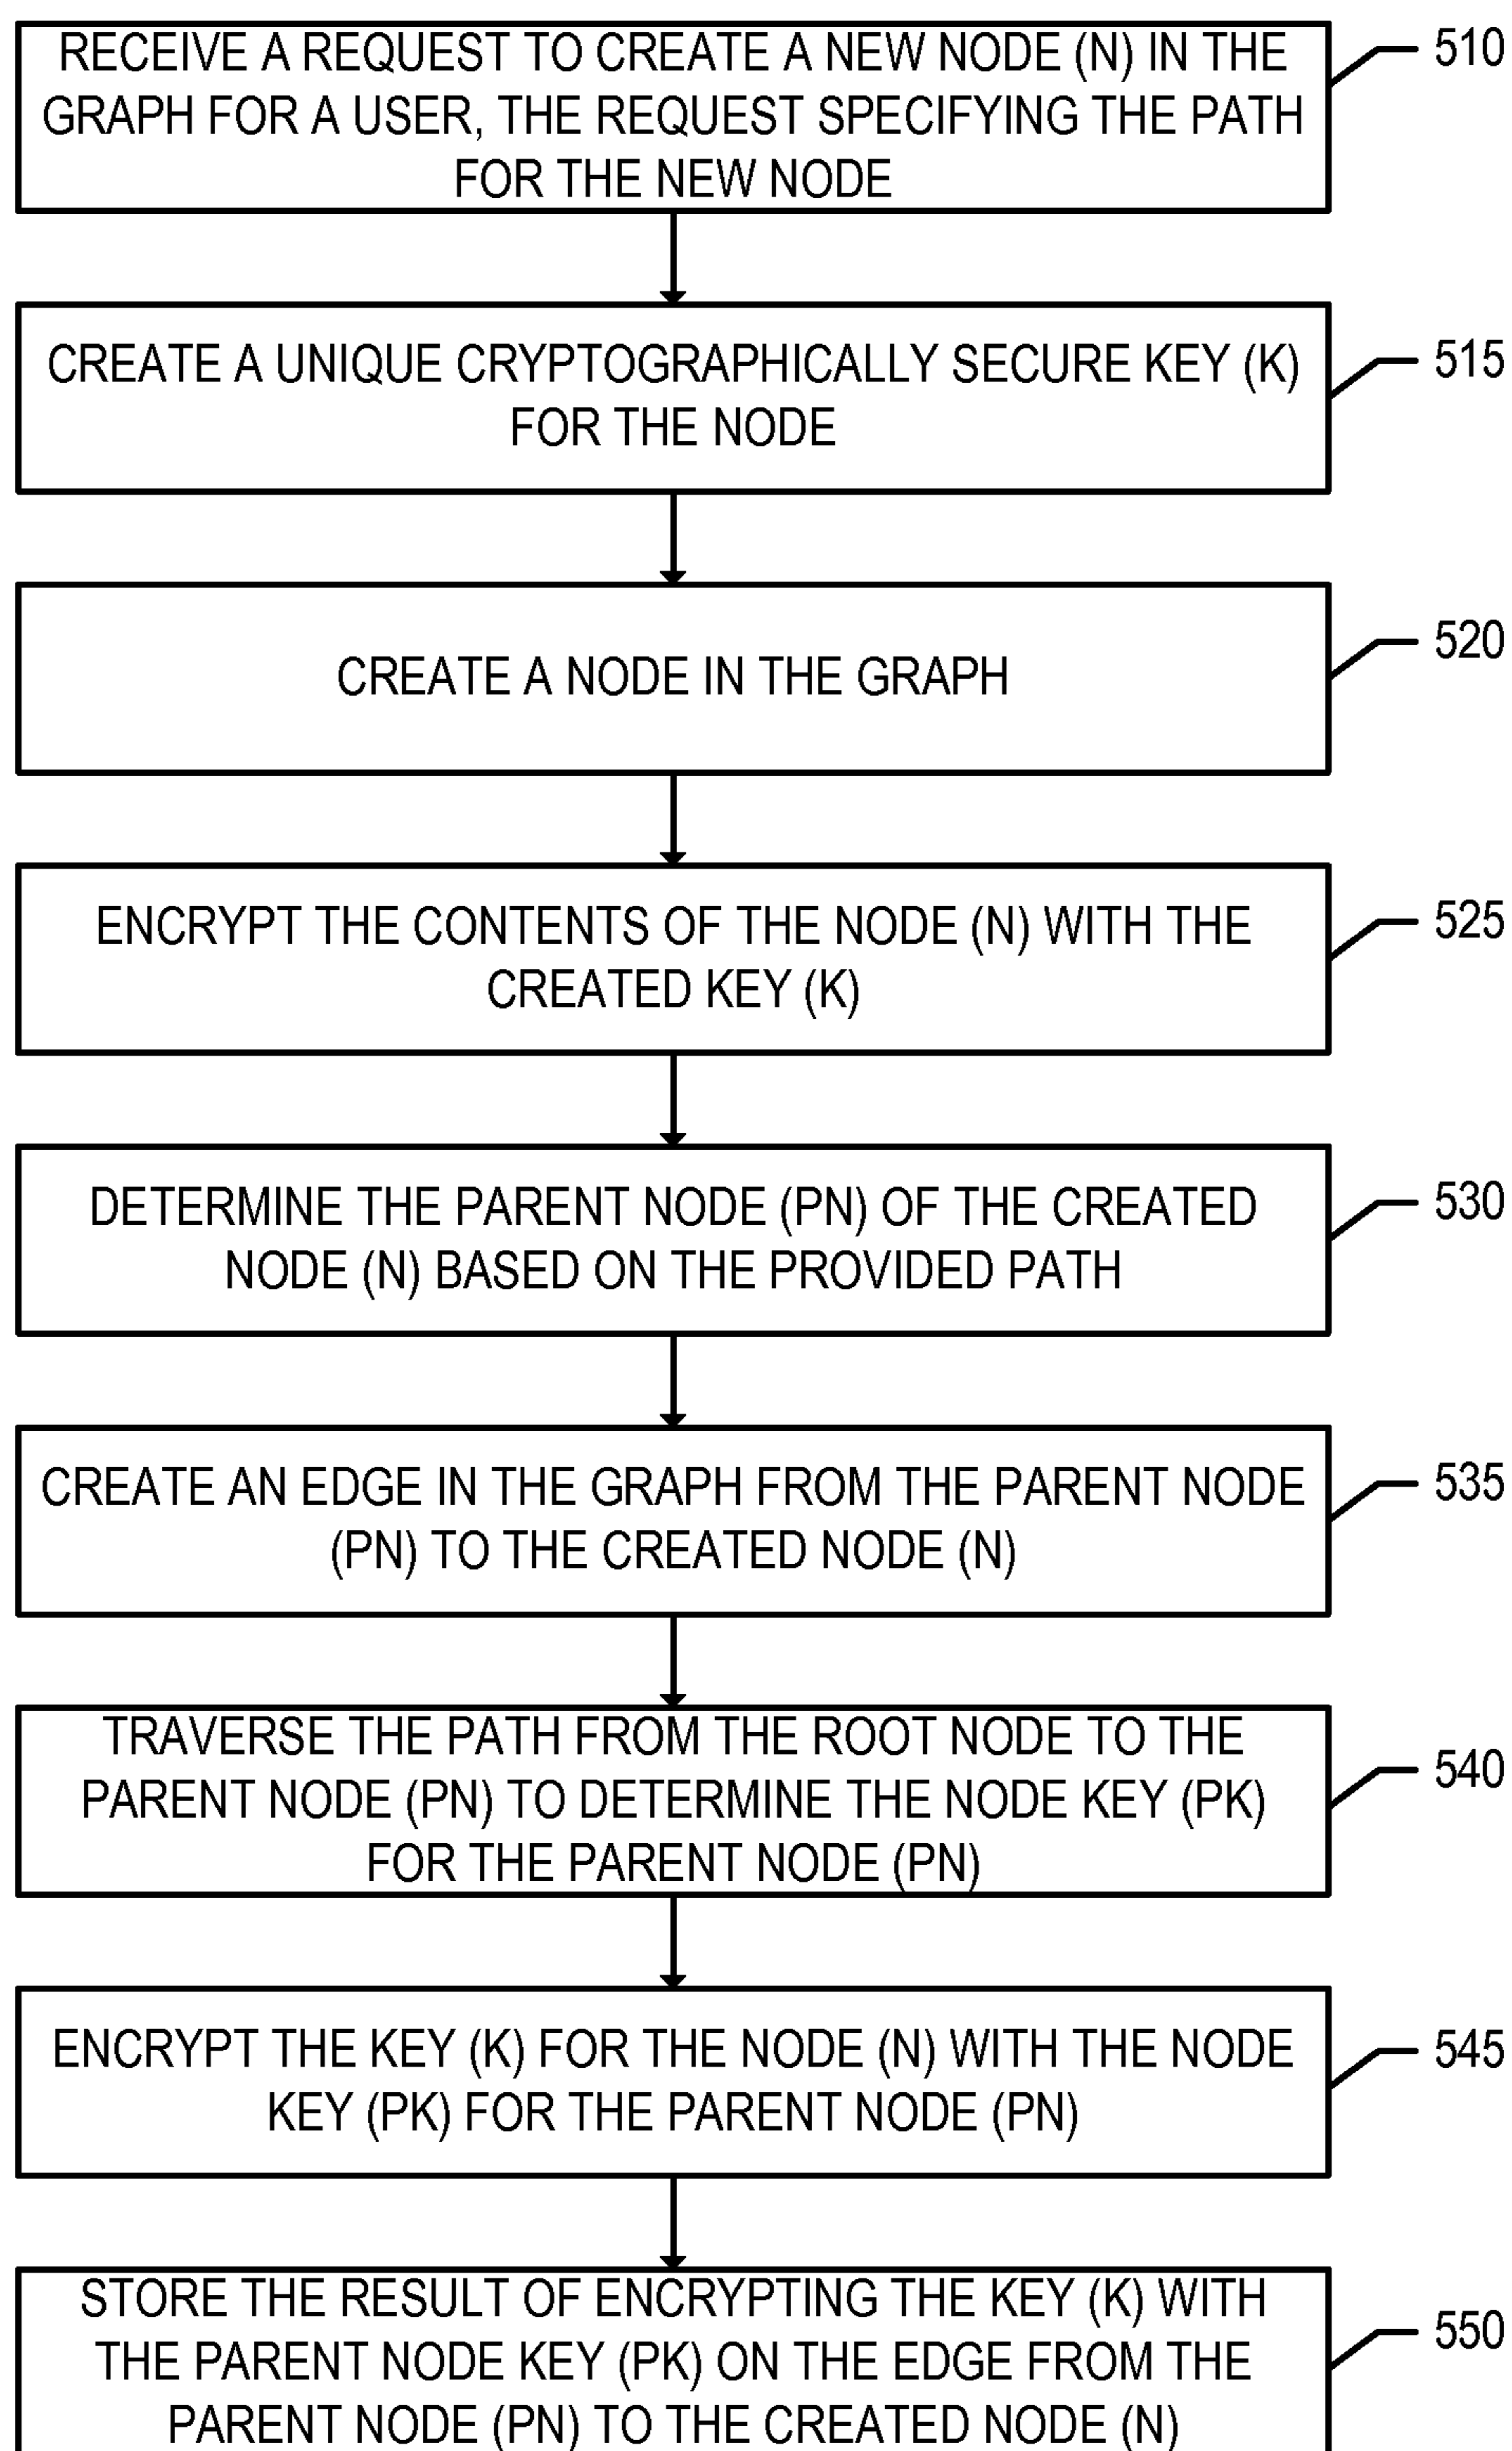 RECEIVE A REQUEST TO CREATE A NEW NODE (N) IN THE
GRAPH FOR A USER, THE REQUEST SPECIFYING THE PATH
FOR THE NEW NODE
510
CREATE A UNIQUE CRYPTOGRAPHICALLY SECURE KEY (K)
FOR THE NODE
515
CREATE A NODE IN THE GRAPH
520
ENCRYPT THE CONTENTS OF THE NODE (N) WITH THE
CREATED KEY (K)
525
DETERMINE THE PARENT NODE (PN) OF THE CREATED
NODE (N) BASED ON THE PROVIDED PATH
530
CREATE AN EDGE IN THE GRAPH FROM THE PARENT NODE
(PN) TO THE CREATED NODE (N)
535
TRAVERSE THE PATH FROM THE ROOT NODE TO THE
PARENT NODE (PN) TO DETERMINE THE NODE KEY (PK)
FOR THE PARENT NODE (PN)
540
ENCRYPT THE KEY (K) FOR THE NODE (N) WITH THE NODE
KEY (PK) FOR THE PARENT NODE (PN)
545
STORE THE RESULT OF ENCRYPTING THE KEY (K) WITH
THE PARENT NODE KEY (PK) ON THE EDGE FROM THE
PARENT NODE (PN) TO THE CREATED NODE (N)
550